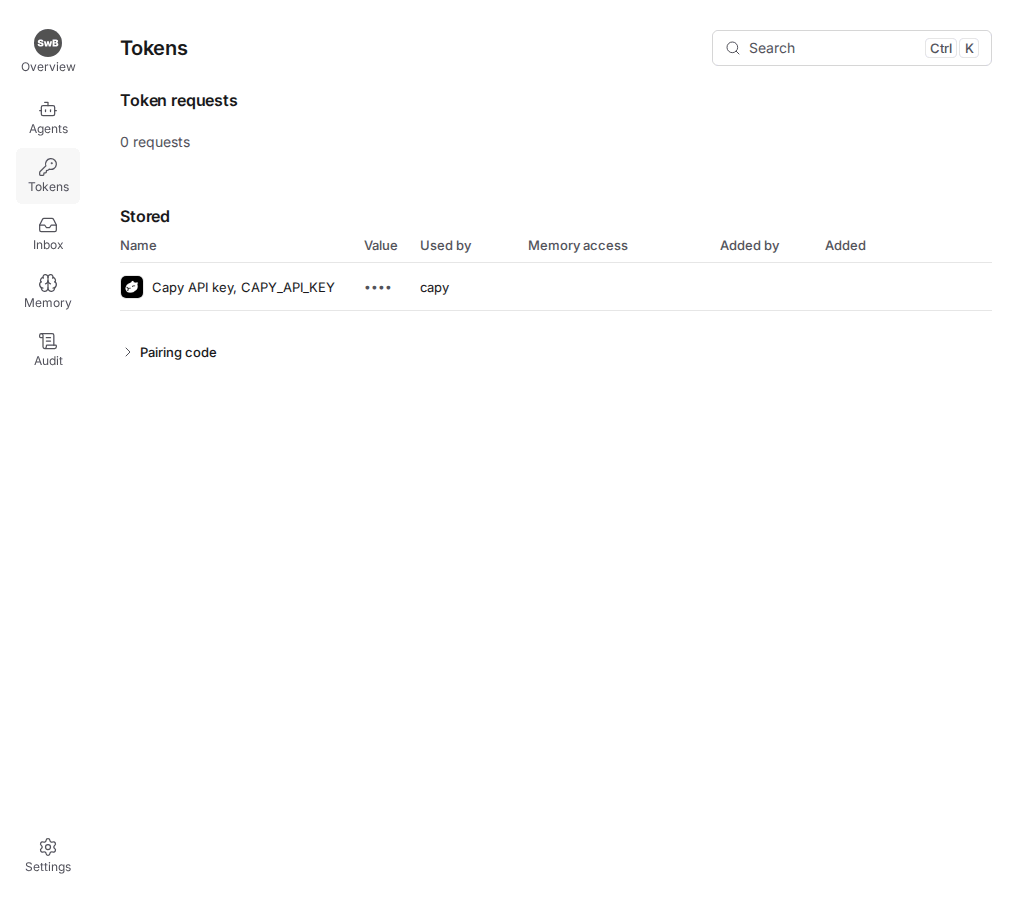 SwB
Overview
Agents
Tokens
Inbox
Memory
Audit
Settings
Tokens
Search Ctrl K
Token requests
0 requests
Stored
Name Value Used by Memory access Added by Added
Capy API key, CAPY_API_KEY •••• capy
Pairing code